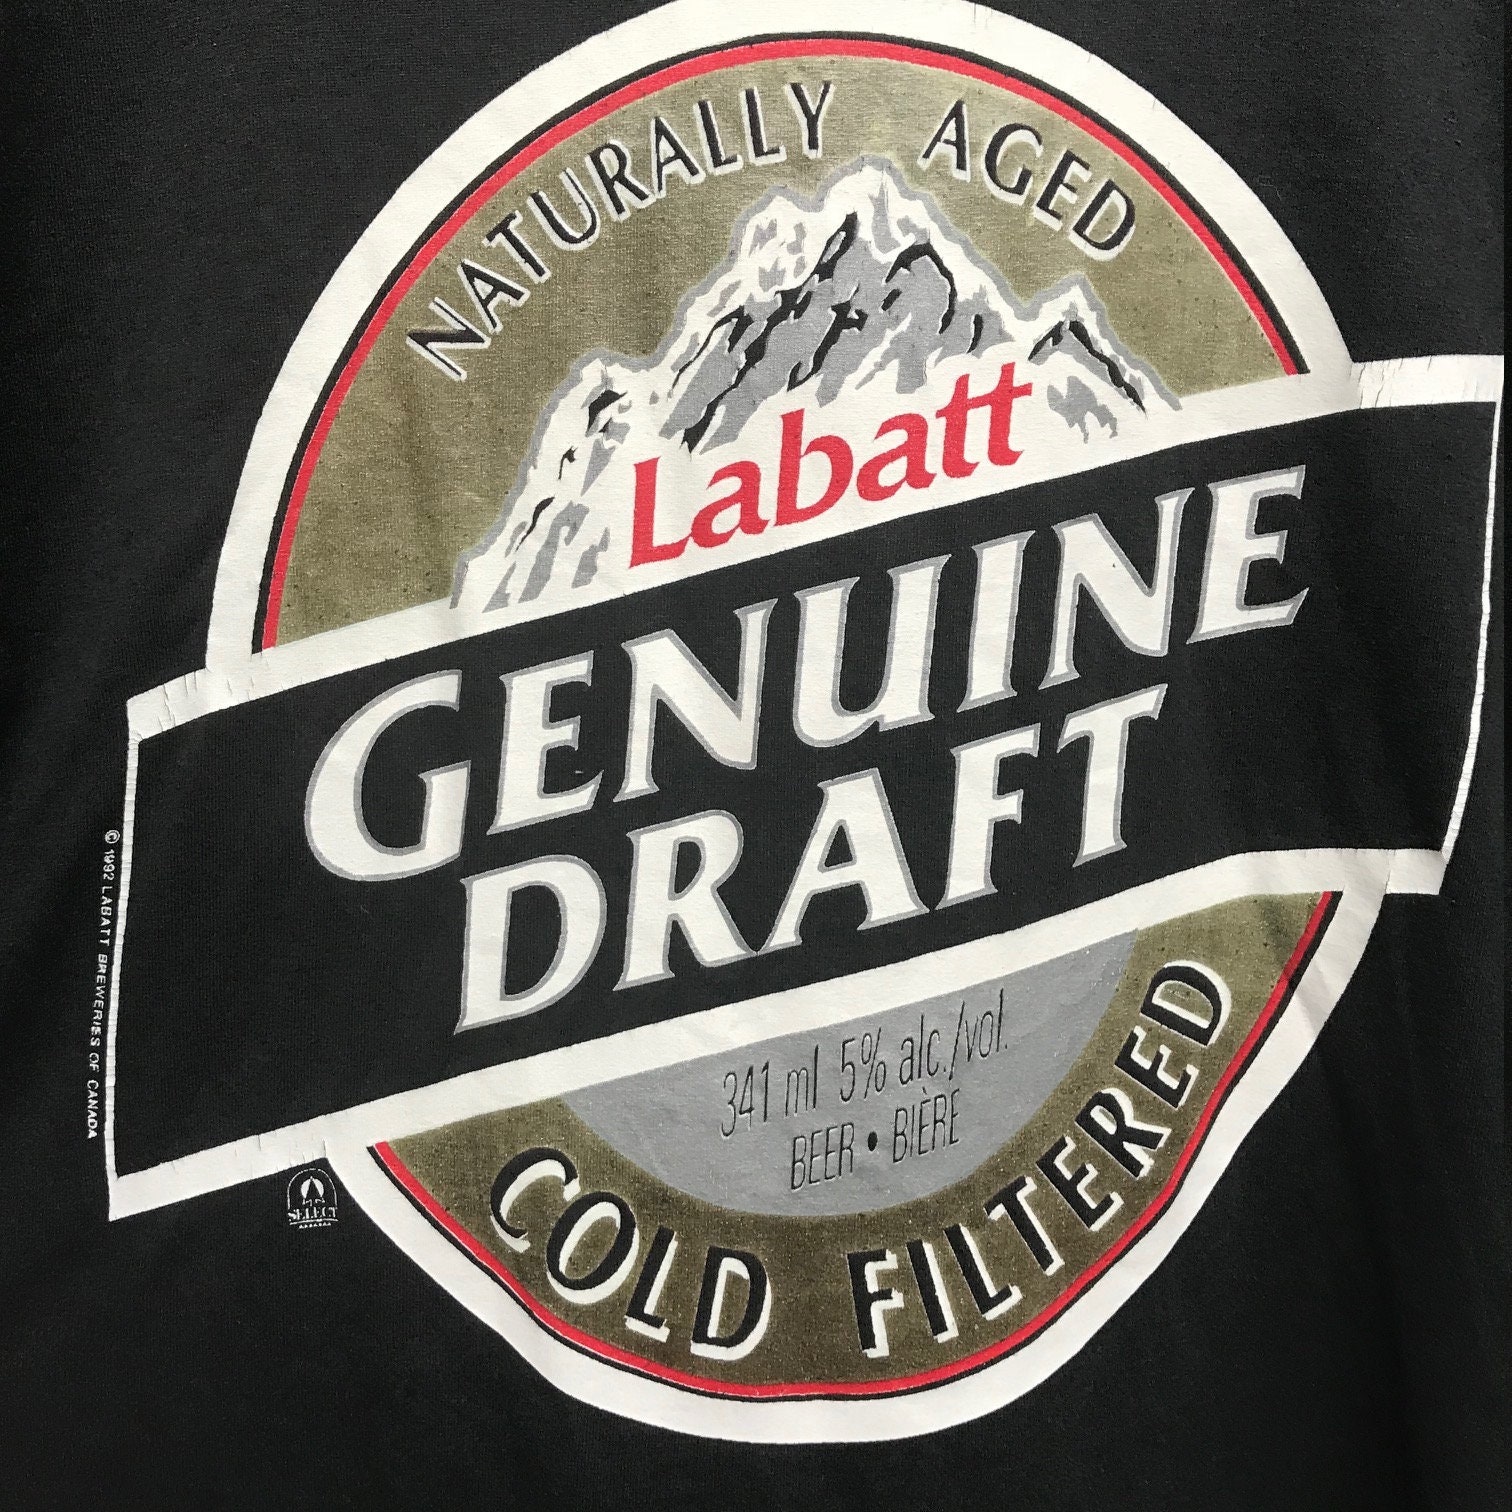 NATURALLY AGED
Labatt
GENUINE
DRAFT
341 ml 5% alc./vol.
BEER • BIÈRE
COLD FILTERED
© 1992 LABATT BREWERIES OF CANADA
SELECT